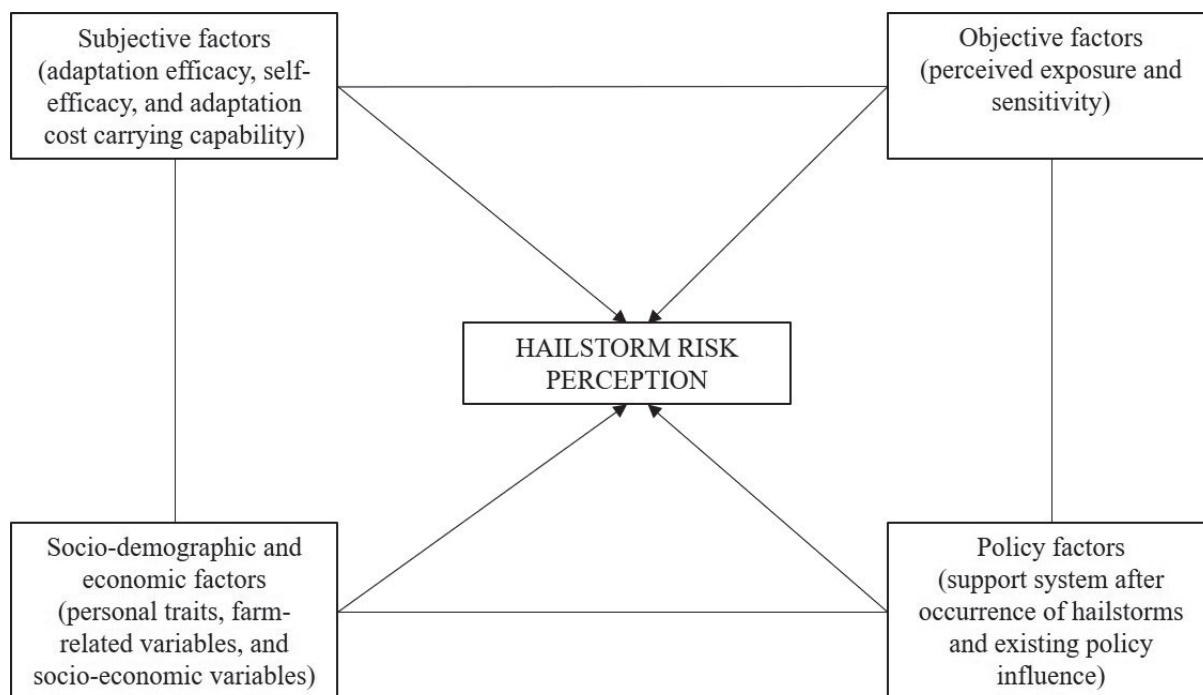 Subjective factors
(adaptation efficacy, self-
efficacy, and adaptation
cost carrying capability)
Objective factors
(perceived exposure and
sensitivity)
HAILSTORM RISK
PERCEPTION
Socio-demographic and
economic factors
(personal traits, farm-
related variables, and
socio-economic variables)
Policy factors
(support system after
occurrence of hailstorms
and existing policy
influence)